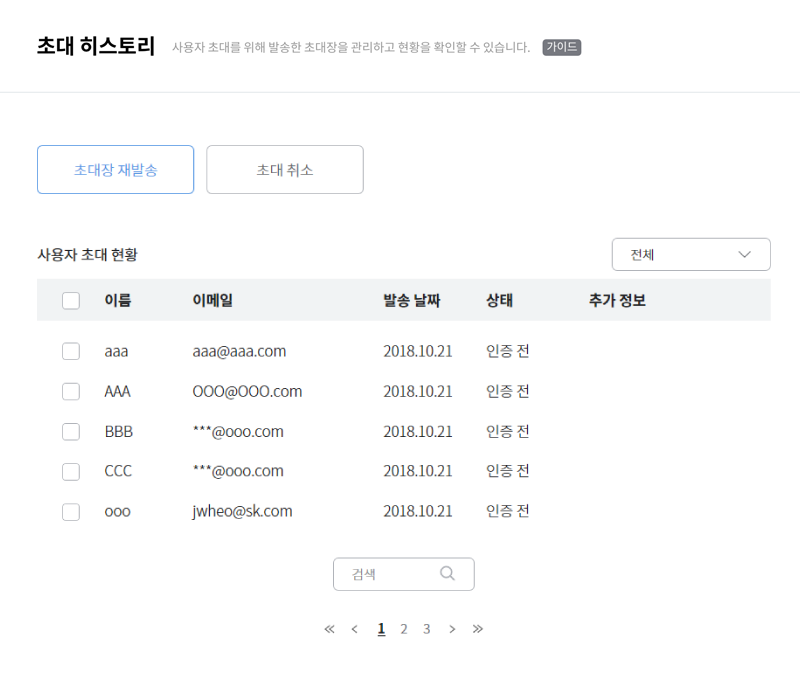 초대 히스토리 사용자 초대를 위해 발송한 초대장을 관리하고 현황을 확인할 수 있습니다. 가이드
초대장 재발송 초대 취소
사용자 초대 현황 전체
이름 이메일 발송 날짜 상태 추가 정보
aaa aaa@aaa.com 2018.10.21 인증 전
AAA OOO@OOO.com 2018.10.21 인증 전
BBB ***@ooo.com 2018.10.21 인증 전
CCC ***@ooo.com 2018.10.21 인증 전
ooo jwheo@sk.com 2018.10.21 인증 전
검색
« < 1 2 3 > »